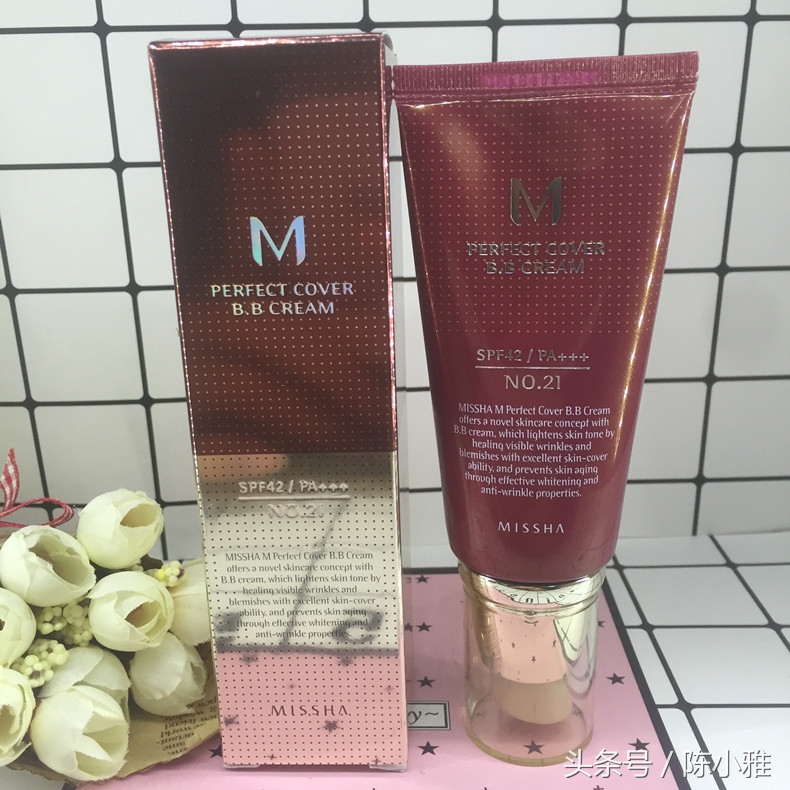 M
PERFECT COVER
B.B CREAM
SPF42 / PA+++
NO.21
MISSHA M Perfect Cover B.B Cream
offers a novel skincare concept with
B.B cream, which lightens skin tone by
healing visible wrinkles and
blemishes with excellent skin-cover
ability, and prevents skin aging
through effective whitening and
anti-wrinkle properties.
MISSHA
M
PERFECT COVER
B.B CREAM
SPF42 / PA+++
NO.21
MISSHA M Perfect Cover B.B Cream
offers a novel skincare concept with
B.B cream, which lightens skin tone by
healing visible wrinkles and
blemishes with excellent skin-cover
ability, and prevents skin aging
through effective whitening and
anti-wrinkle properties.
MISSHA
头条号 / 陈小雅